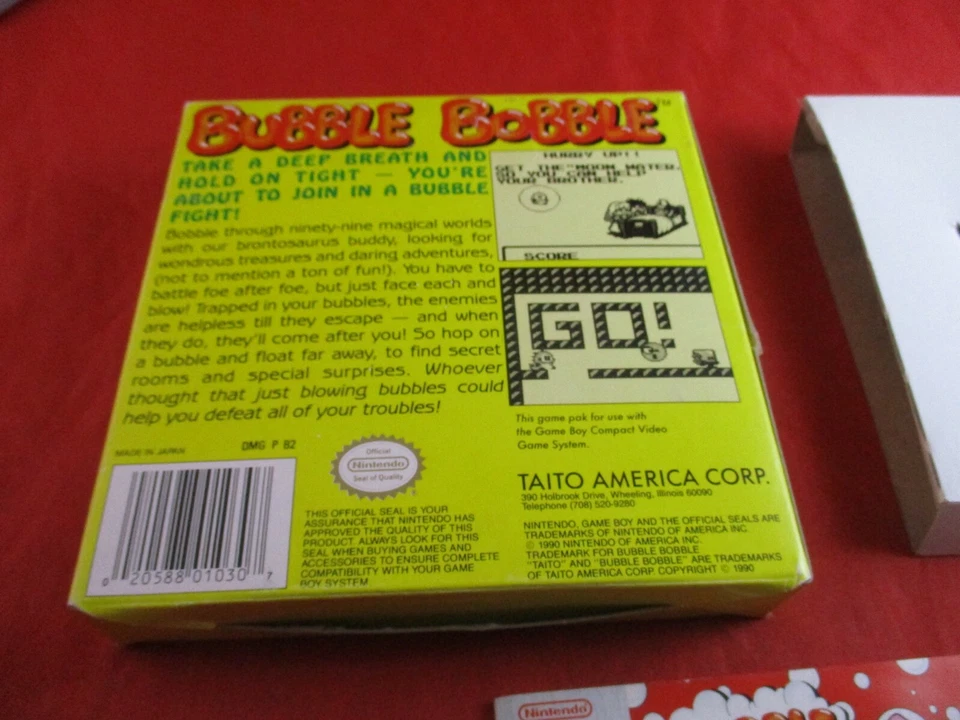 BUBBLE BOBBLE™
TAKE A DEEP BREATH AND
HOLD ON TIGHT — YOU'RE
ABOUT TO JOIN IN A BUBBLE
FIGHT!
Bobble through ninety-nine magical worlds
with our brontosaurus buddy, looking for
wondrous treasures and daring adventures,
(not to mention a ton of fun!). You have to
battle foe after foe, but just face each and
blow! Trapped in your bubbles, the enemies
are helpless till they escape — and when
they do, they'll come after you! So hop on
a bubble and float far away, to find secret
rooms and special surprises. Whoever
thought that just blowing bubbles could
help you defeat all of your troubles!
HURRY UP!!
GET THE "MOON WATER.
SO YOU CAN HELP
YOUR BROTHER.
SCORE
GO!
This game pak for use with
the Game Boy Compact Video
Game System.
MADE IN JAPAN
DMG P B2
0 20588 01030 7
Official
Nintendo
Seal of Quality
THIS OFFICIAL SEAL IS YOUR
ASSURANCE THAT NINTENDO HAS
APPROVED THE QUALITY OF THIS
PRODUCT ALWAYS LOOK FOR THIS
SEAL WHEN BUYING GAMES AND
ACCESSORIES TO ENSURE COMPLETE
COMPATIBILITY WITH YOUR GAME
BOY SYSTEM
TAITO AMERICA CORP.
390 Holbrook Drive, Wheeling, Illinois 60090
Telephone (708) 520-9280
NINTENDO, GAME BOY AND THE OFFICIAL SEALS ARE
TRADEMARKS OF NINTENDO OF AMERICA INC.
© 1990 NINTENDO OF AMERICA INC.
TRADEMARK FOR BUBBLE BOBBLE
"TAITO" AND "BUBBLE BOBBLE" ARE TRADEMARKS
OF TAITO AMERICA CORP. COPYRIGHT © 1990
Nintendo